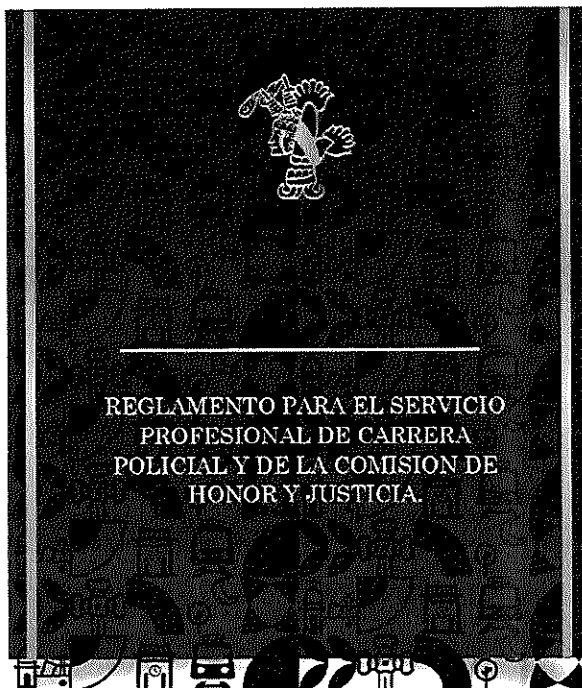 REGLAMENTO PARA EL SERVICIO
PROFESIONAL DE CARRERA
POLICIAL Y DE LA COMISION DE
HONOR Y JUSTICIA.